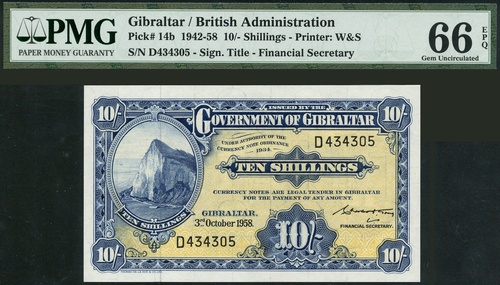 PMG
PAPER MONEY GUARANTY
Gibraltar / British Administration
Pick# 14b 1942-58 10/- Shillings - Printer: W&S
S/N D434305 - Sign. Title - Financial Secretary
66 EPQ
Gem Uncirculated
10/-
ISSUED BY THE
GOVERNMENT OF GIBRALTAR
10/-
UNDER AUTHORITY OF THE
CURRENCY NOTE ORDINANCE
1934.
D434305
TEN SHILLINGS
CURRENCY NOTES ARE LEGAL TENDER IN GIBRALTAR
FOR THE PAYMENT OF ANY AMOUNT.
TEN SHILLINGS
GIBRALTAR,
3rd October 1958.
FINANCIAL SECRETARY.
10/-
D434305
10/-
10/-